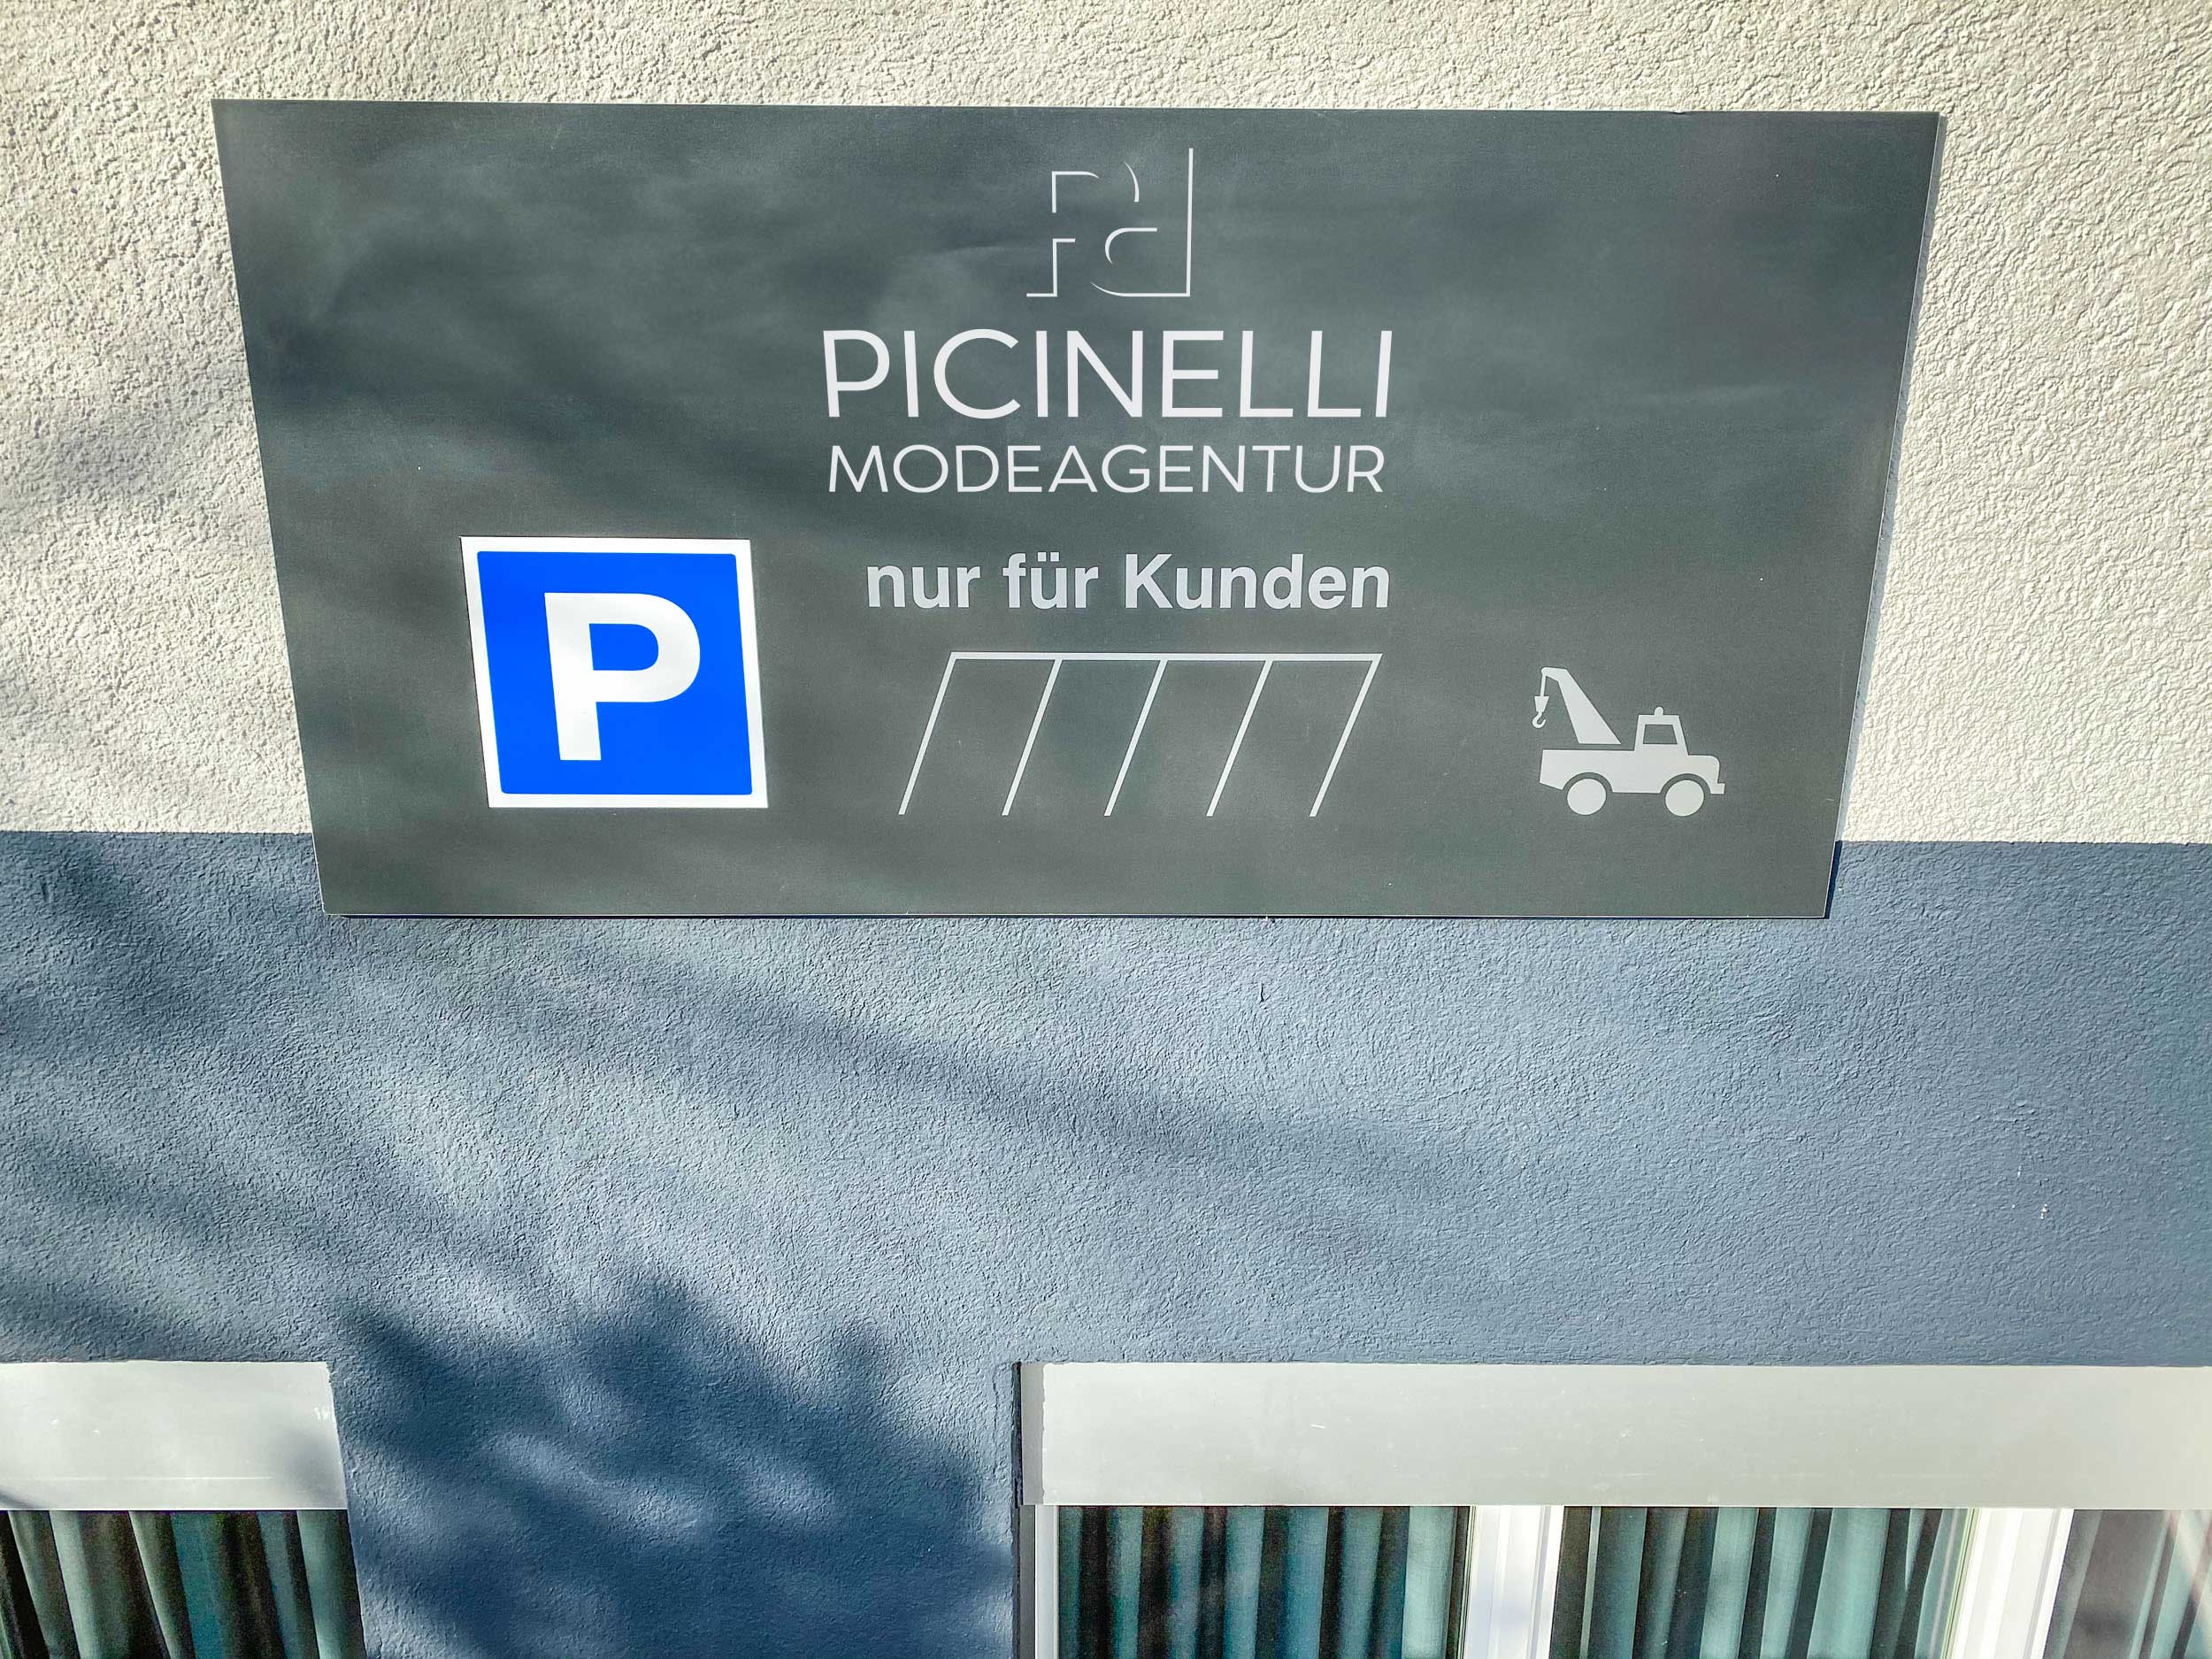 PICINELLI
MODEAGENTUR
nur für Kunden
P